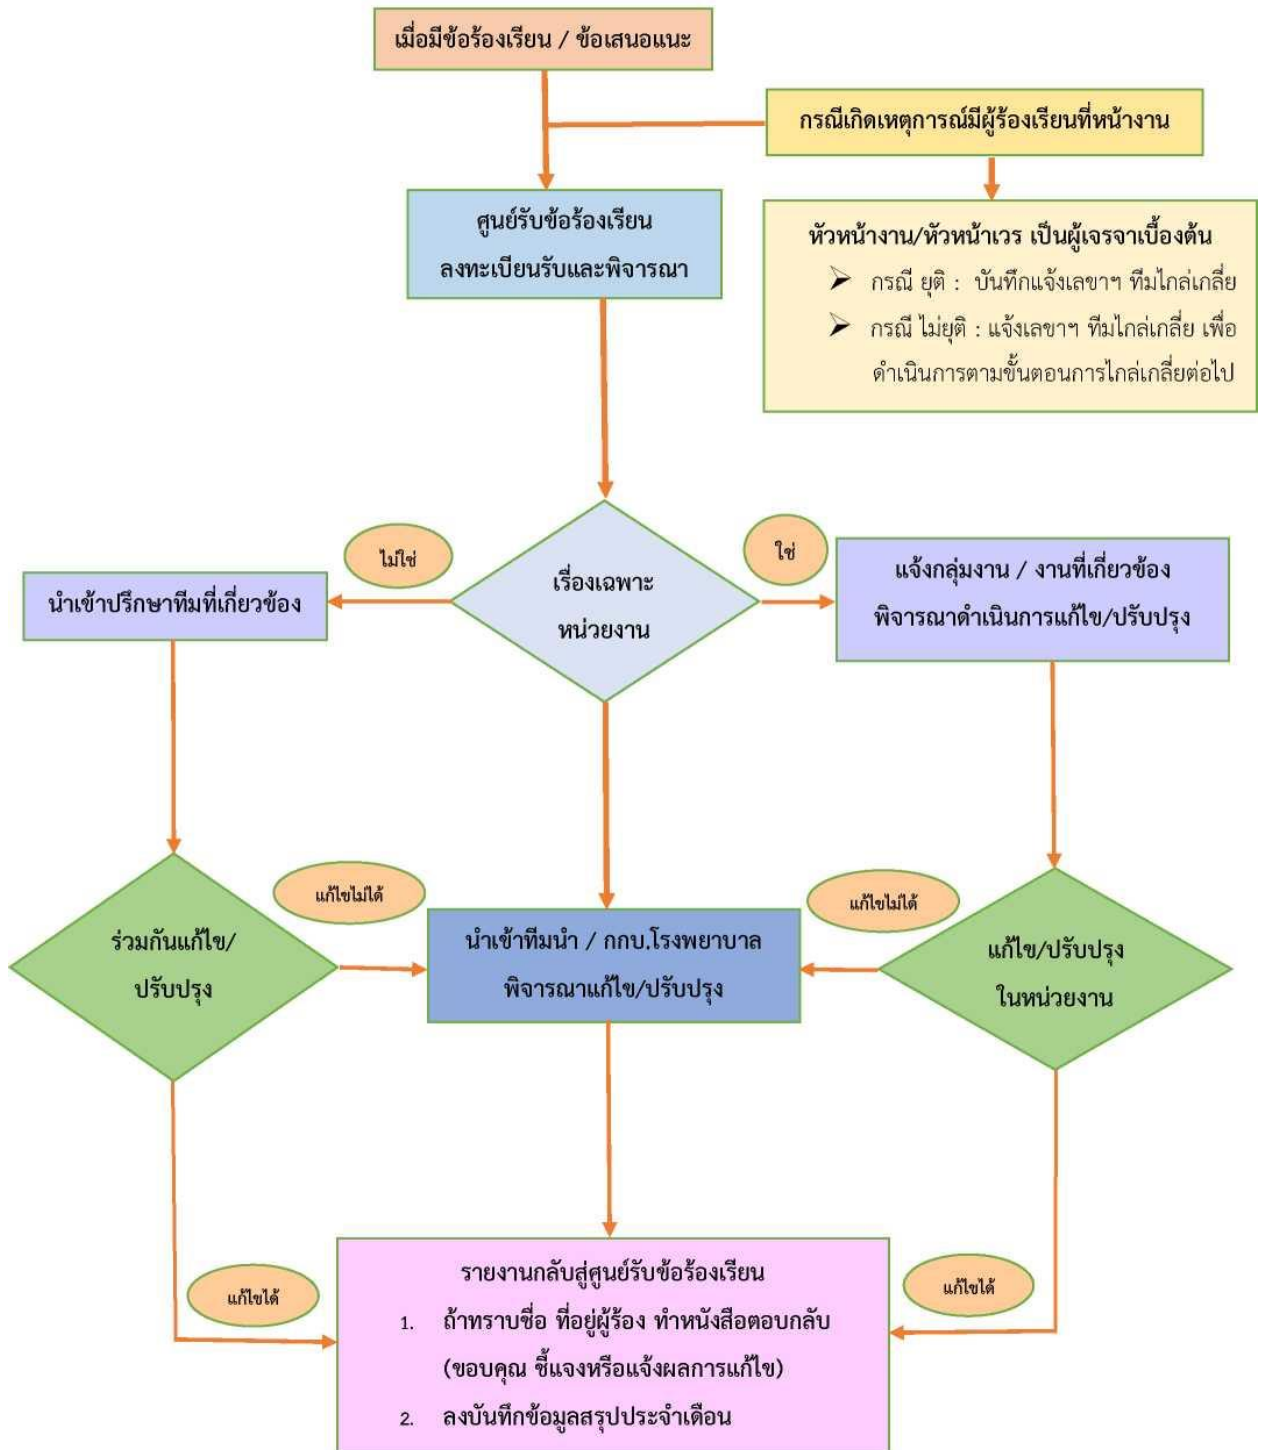 เมื่อมีข้อร้องเรียน / ข้อเสนอแนะ
กรณีเกิดเหตุการณ์มีผู้ร้องเรียนที่หน้างาน
ศูนย์รับข้อร้องเรียน
ลงทะเบียนรับและพิจารณา
หัวหน้างาน/หัวหน้าเวร เป็นผู้เจรจาเบื้องต้น
➢ กรณี ยุติ : บันทึกแจ้งเลขาฯ ทีมไกล่เกลี่ย
➢ กรณี ไม่ยุติ : แจ้งเลขาฯ ทีมไกล่เกลี่ย เพื่อ
ดำเนินการตามขั้นตอนการไกล่เกลี่ยต่อไป
ไม่ใช่
ใช่
เรื่องเฉพาะ
หน่วยงาน
นำเข้าปรึกษาทีมที่เกี่ยวข้อง
แจ้งกลุ่มงาน / งานที่เกี่ยวข้อง
พิจารณาดำเนินการแก้ไข/ปรับปรุง
แก้ไขไม่ได้
แก้ไขไม่ได้
ร่วมกันแก้ไข/
ปรับปรุง
นำเข้าทีมนำ / กกบ.โรงพยาบาล
พิจารณาแก้ไข/ปรับปรุง
แก้ไข/ปรับปรุง
ในหน่วยงาน
แก้ไขได้
แก้ไขได้
รายงานกลับสู่ศูนย์รับข้อร้องเรียน
1. ถ้าทราบชื่อ ที่อยู่ผู้ร้อง ทำหนังสือตอบกลับ
(ขอบคุณ ชี้แจงหรือแจ้งผลการแก้ไข)
2. ลงบันทึกข้อมูลสรุปประจำเดือน